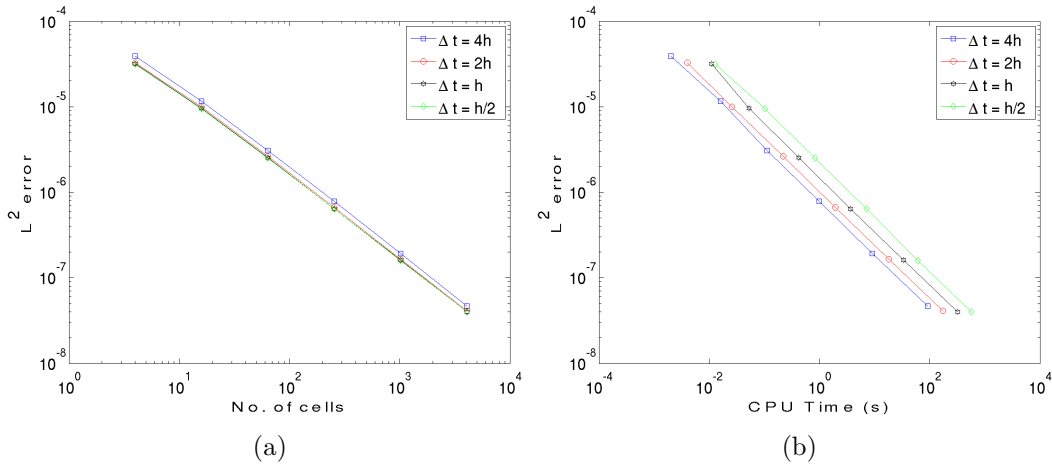 10^-4
10^-5
10^-6
10^-7
10^-8
L^2 error
10^0
10^1
10^2
10^3
10^4
No. of cells
Δ t = 4h
Δ t = 2h
Δ t = h
Δ t = h/2
(a)
10^-4
10^-5
10^-6
10^-7
10^-8
L^2 error
10^-4
10^-2
10^0
10^2
10^4
CPU Time (s)
Δ t = 4h
Δ t = 2h
Δ t = h
Δ t = h/2
(b)